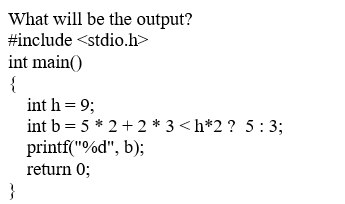 What will be the output?
#include <stdio.h>
int main()
{
int h = 9;
int b = 5 * 2 + 2 * 3 < h*2 ?  5 : 3;
printf("%d", b);
return 0;
}